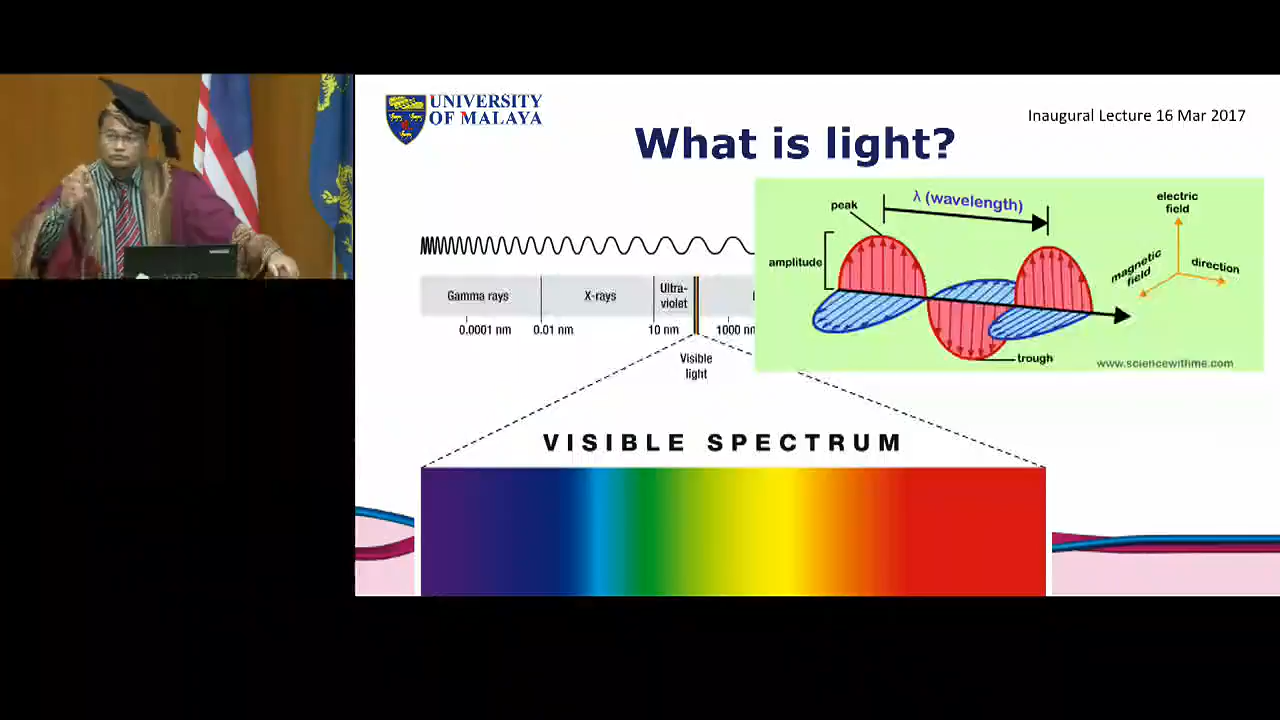 UNIVERSITY
OF MALAYA
Inaugural Lecture 16 Mar 2017
What is light?
peak
λ (wavelength)
amplitude
trough
electric
field
magnetic
field
direction
www.sciencewithme.com
Gamma rays
X-rays
Ultra-
violet
0.0001 nm
0.01 nm
10 nm
1000 nm
Visible
light
VISIBLE SPECTRUM